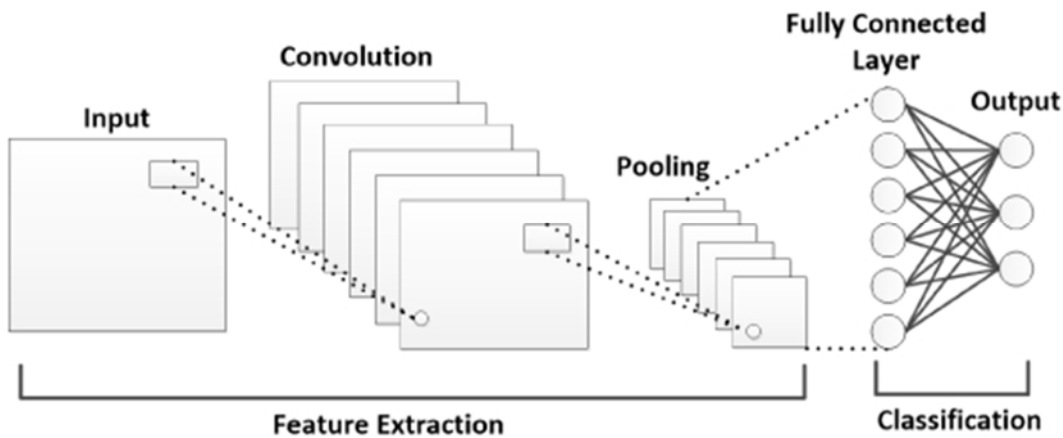 Input
Convolution
Pooling
Fully Connected
Layer
Output
Feature Extraction
Classification